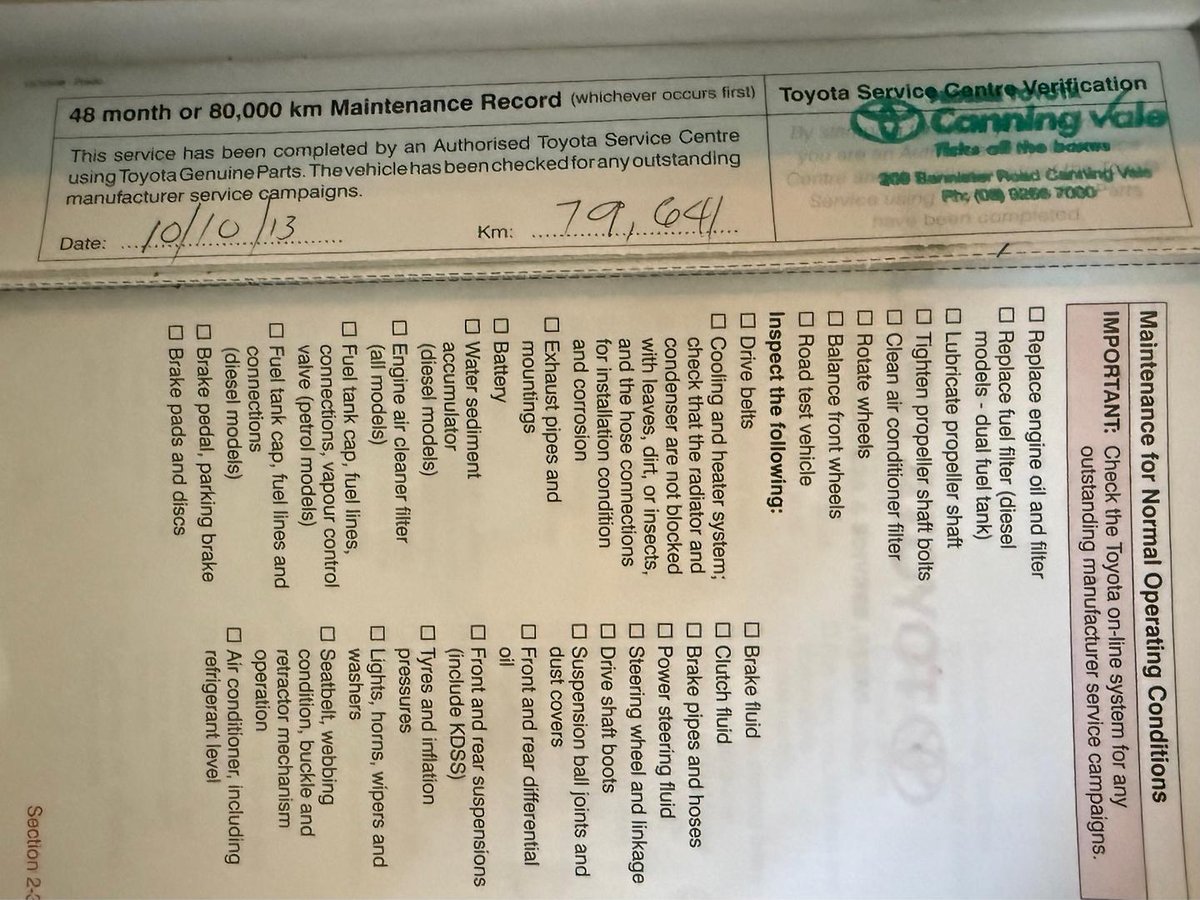 48 month or 80,000 km Maintenance Record (whichever occurs first)
This service has been completed by an Authorised Toyota Service Centre
using Toyota Genuine Parts. The vehicle has been checked for any outstanding
manufacturer service campaigns.
Date: 10/10/13
Km: 79,641
Toyota Service Centre Verification
Canning Vale
Ticks all the boxes
Bannister Road Canning Vale
Ph: (08) 9256 7000
Service using
have been completed
Maintenance for Normal Operating Conditions
IMPORTANT: Check the Toyota on-line system for any
outstanding manufacturer service campaigns.
☐ Replace engine oil and filter
☐ Replace fuel filter (diesel
models - dual fuel tank)
☐ Lubricate propeller shaft
☐ Tighten propeller shaft bolts
☐ Clean air conditioner filter
☐ Rotate wheels
☐ Balance front wheels
☐ Road test vehicle
Inspect the following:
☐ Drive belts
☐ Cooling and heater system;
check that the radiator and
condenser are not blocked
with leaves, dirt, or insects,
and the hose connections
for installation condition
and corrosion
☐ Exhaust pipes and
mountings
☐ Battery
☐ Water sediment
accumulator
(diesel models)
☐ Engine air cleaner filter
(all models)
☐ Fuel tank cap, fuel lines,
connections, vapour control
valve (petrol models)
☐ Fuel tank cap, fuel lines and
connections
(diesel models)
☐ Brake pedal, parking brake
☐ Brake pads and discs
☐ Brake fluid
☐ Clutch fluid
☐ Brake pipes and hoses
☐ Power steering fluid
☐ Steering wheel and linkage
☐ Drive shaft boots
☐ Suspension ball joints and
dust covers
☐ Front and rear differential
oil
☐ Front and rear suspensions
(include KDSS)
☐ Tyres and inflation
pressures
☐ Lights, horns, wipers and
washers
☐ Seatbelt, webbing
condition, buckle and
retractor mechanism
operation
☐ Air conditioner, including
refrigerant level
Section 2-